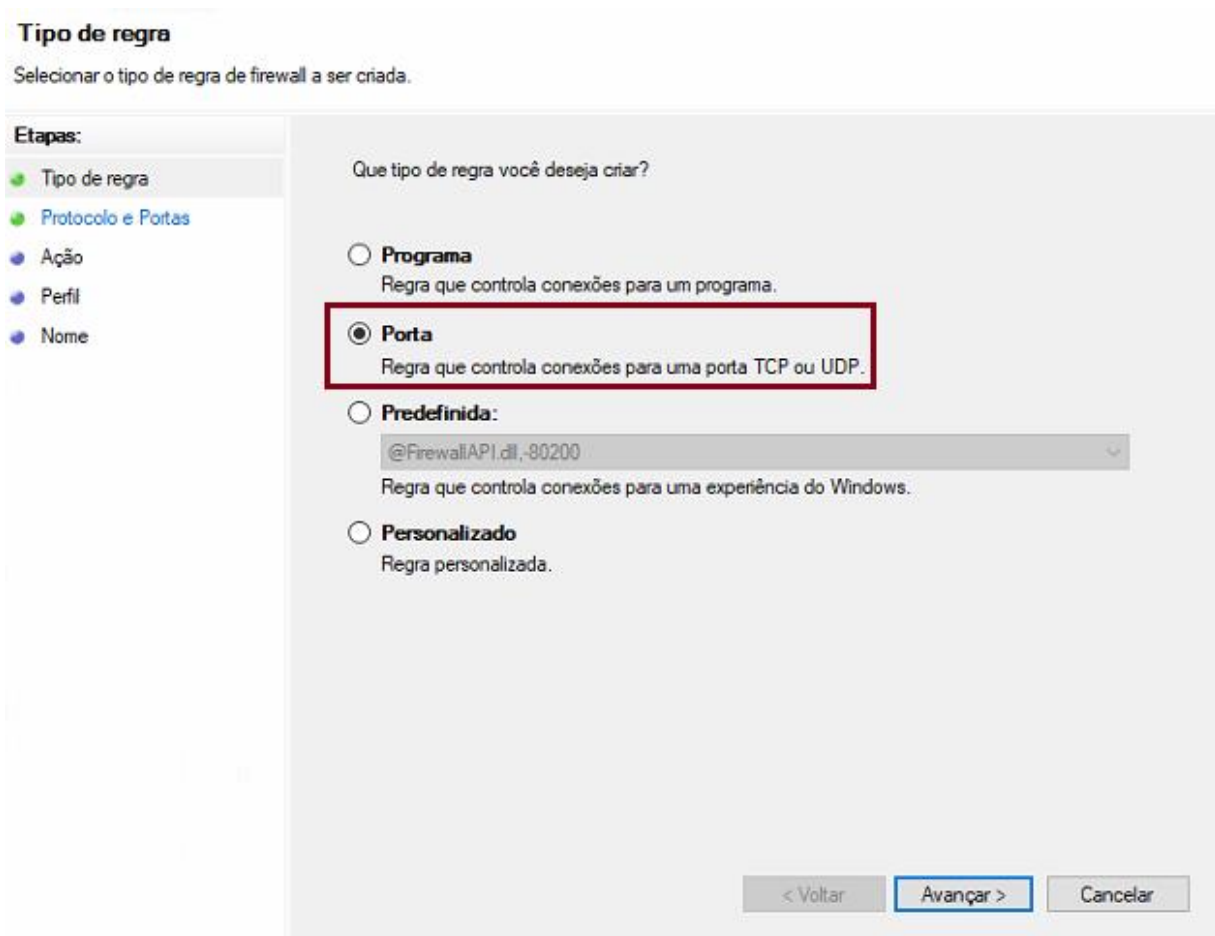 Tipo de regra
Selecionar o tipo de regra de firewall a ser criada.
Etapas:
Tipo de regra
Protocolo e Portas
Ação
Perfil
Nome
Que tipo de regra você deseja criar?
Programa
Regra que controla conexões para um programa.
Porta
Regra que controla conexões para uma porta TCP ou UDP.
Predefinida:
@FirewallAPI.dll,-80200
Regra que controla conexões para uma experiência do Windows.
Personalizado
Regra personalizada.
< Voltar
Avançar >
Cancelar